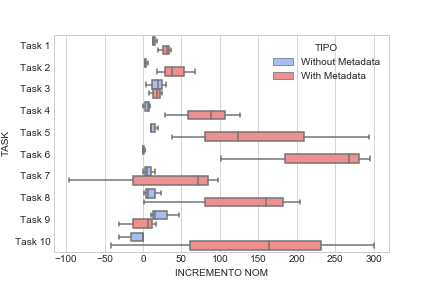 TIPO
Without Metadata
With Metadata
Task 1
Task 2
Task 3
Task 4
Task 5
Task 6
Task 7
Task 8
Task 9
Task 10
TASK
−100 −50 0 50 100 150 200 250 300
INCREMENTO NOM